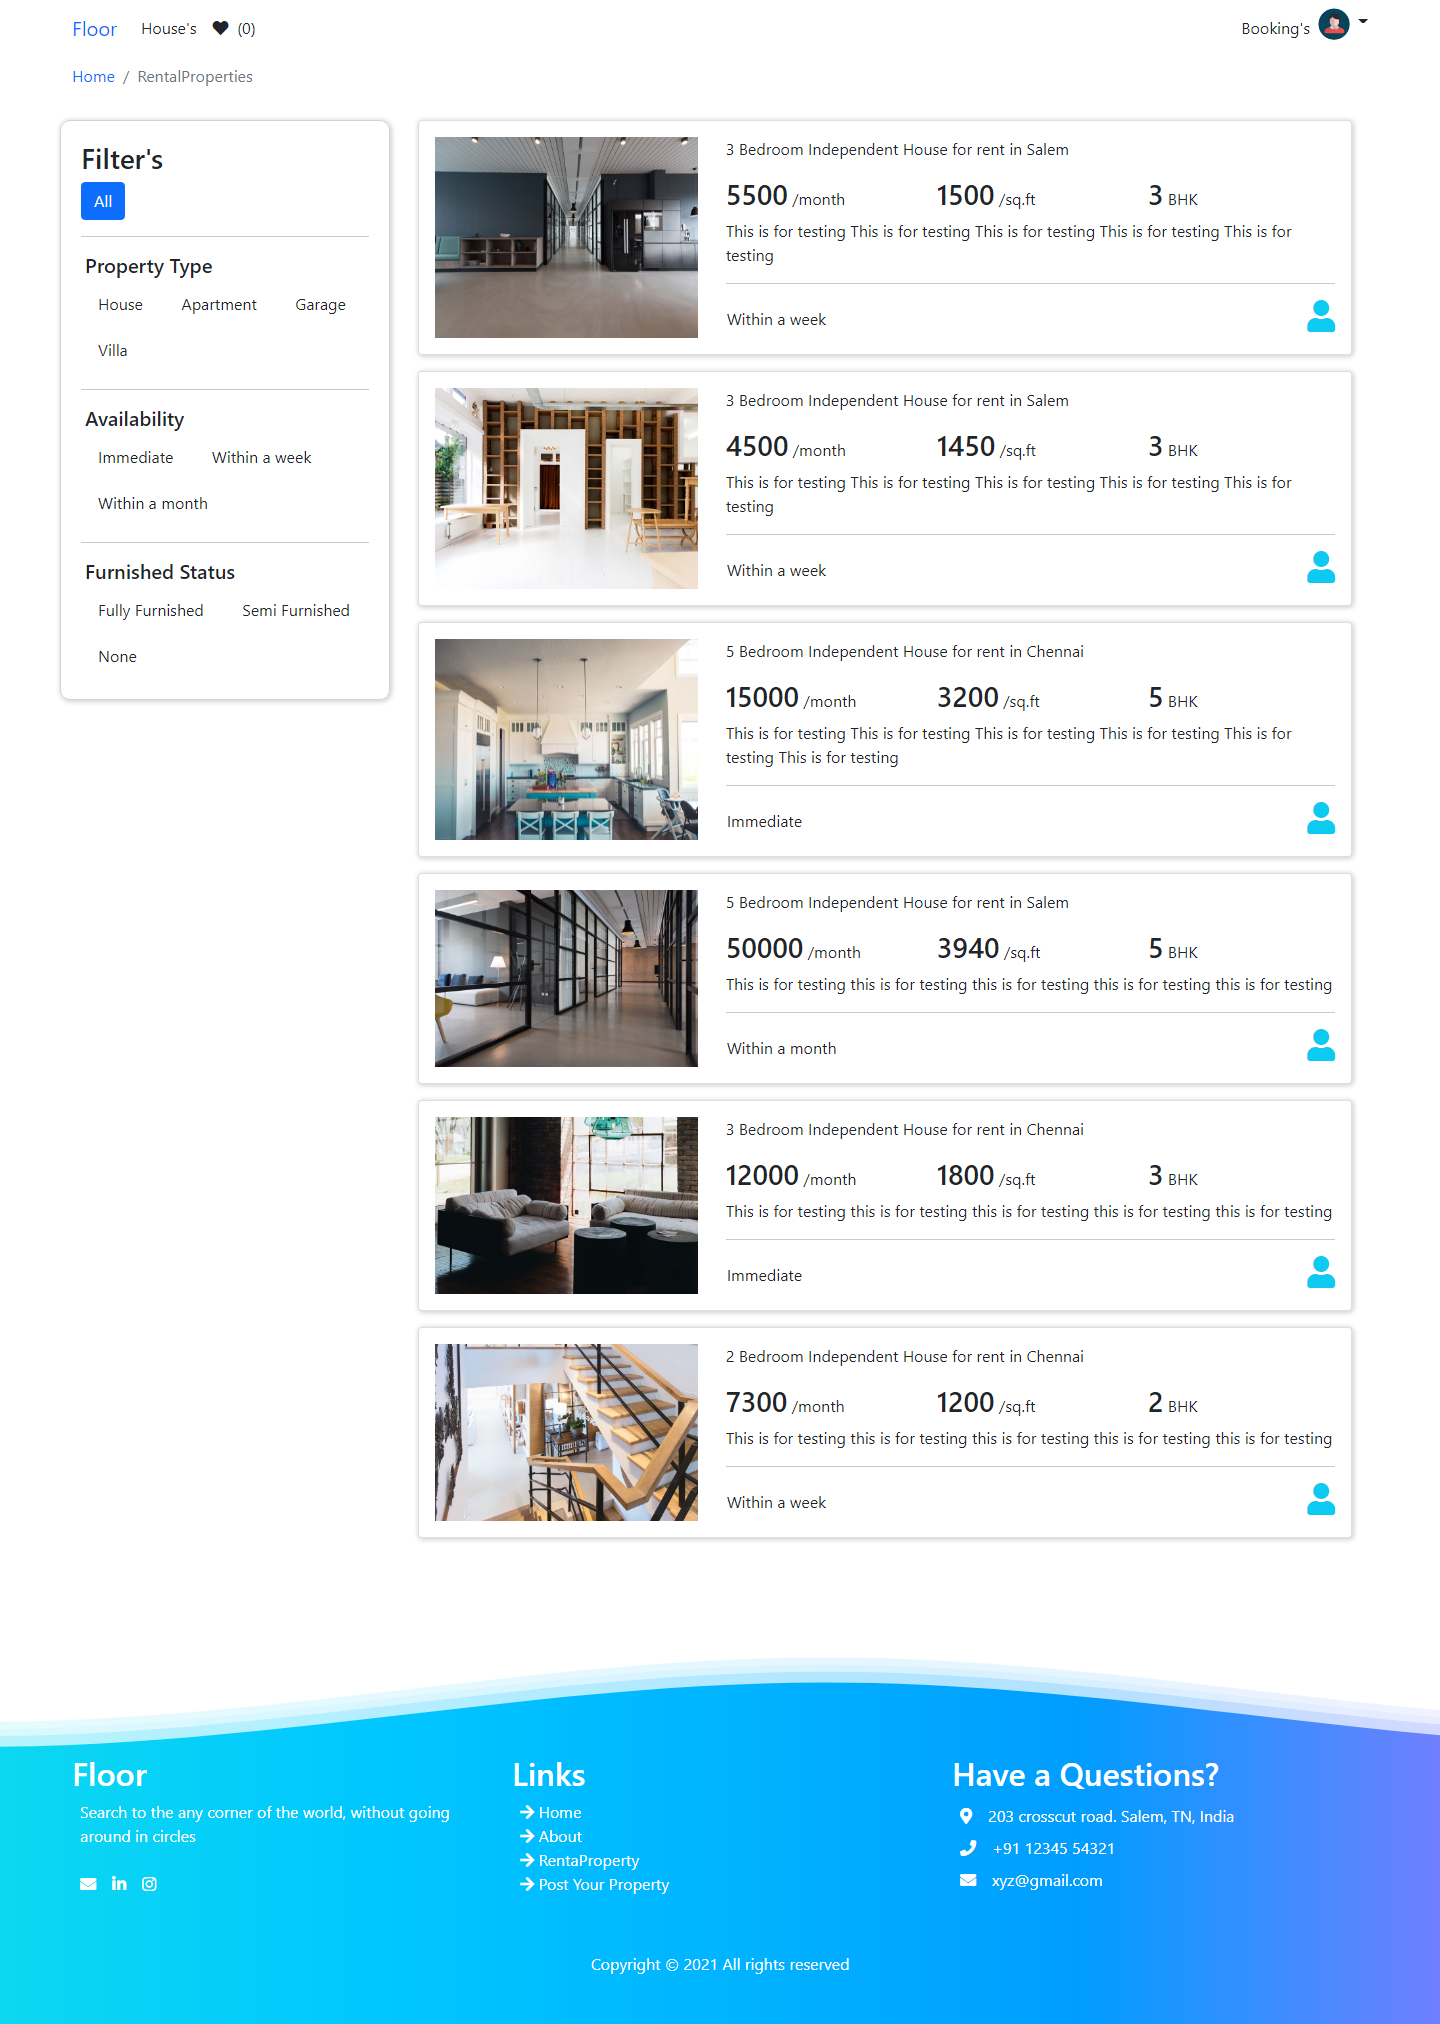 Floor House's (0) Booking's
Home / RentalProperties
Filter's
All
Property Type
House Apartment Garage
Villa
Availability
Immediate Within a week
Within a month
Furnished Status
Fully Furnished Semi Furnished
None
3 Bedroom Independent House for rent in Salem
5500 /month 1500 /sq.ft 3 BHK
This is for testing This is for testing This is for testing This is for testing This is for
testing
Within a week
3 Bedroom Independent House for rent in Salem
4500 /month 1450 /sq.ft 3 BHK
This is for testing This is for testing This is for testing This is for testing This is for
testing
Within a week
5 Bedroom Independent House for rent in Chennai
15000 /month 3200 /sq.ft 5 BHK
This is for testing This is for testing This is for testing This is for testing This is for
testing This is for testing
Immediate
5 Bedroom Independent House for rent in Salem
50000 /month 3940 /sq.ft 5 BHK
This is for testing this is for testing this is for testing this is for testing this is for testing
Within a month
3 Bedroom Independent House for rent in Chennai
12000 /month 1800 /sq.ft 3 BHK
This is for testing this is for testing this is for testing this is for testing this is for testing
Immediate
2 Bedroom Independent House for rent in Chennai
7300 /month 1200 /sq.ft 2 BHK
This is for testing this is for testing this is for testing this is for testing this is for testing
Within a week
Floor
Search to the any corner of the world, without going
around in circles
Links
Home
About
RentaProperty
Post Your Property
Have a Questions?
203 crosscut road. Salem, TN, India
+91 12345 54321
xyz@gmail.com
Copyright © 2021 All rights reserved